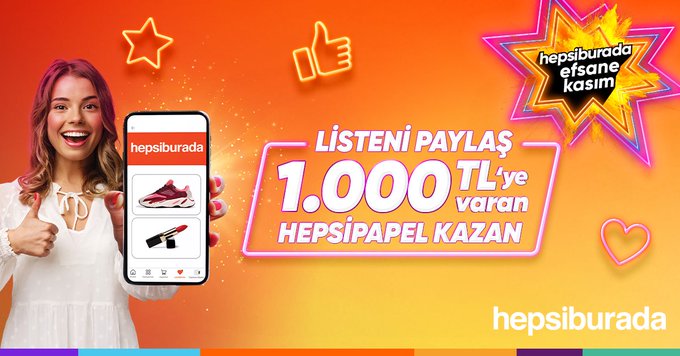 hepsiburada
efsane
kasım
hepsiburada
LİSTENİ PAYLAŞ
1.000 TL'ye varan
HEPSİPAPEL KAZAN
hepsiburada